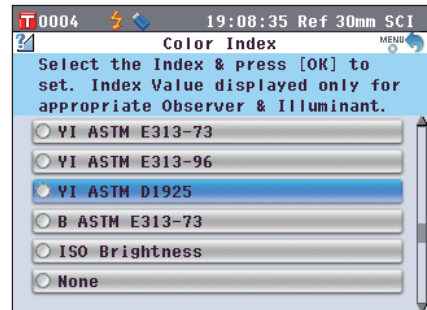 T0004 19:08:35 Ref 30mm SCI
Color Index MENU
Select the Index & press [OK] to
set. Index Value displayed only for
appropriate Observer & Illuminant.
YI ASTM E313-73
YI ASTM E313-96
YI ASTM D1925
B ASTM E313-73
ISO Brightness
None